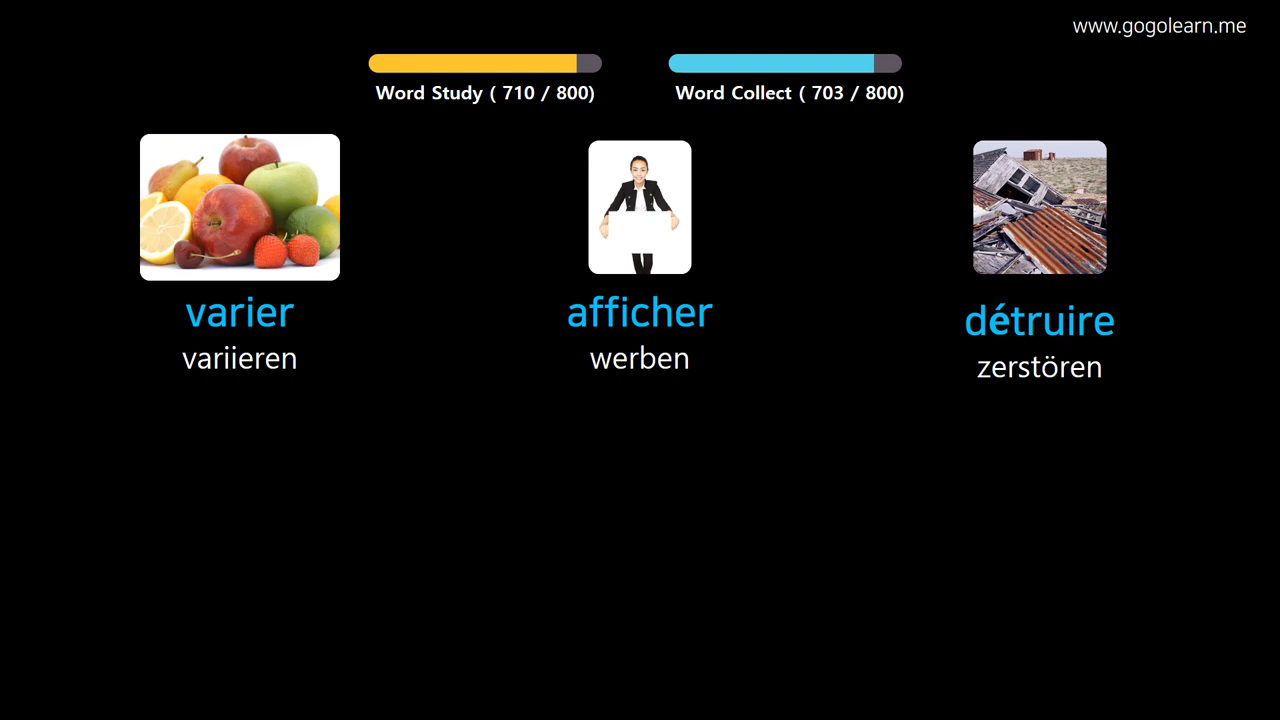 www.gogolearn.me
Word Study ( 710 / 800)
Word Collect ( 703 / 800)
varier
variieren
afficher
werben
détruire
zerstören